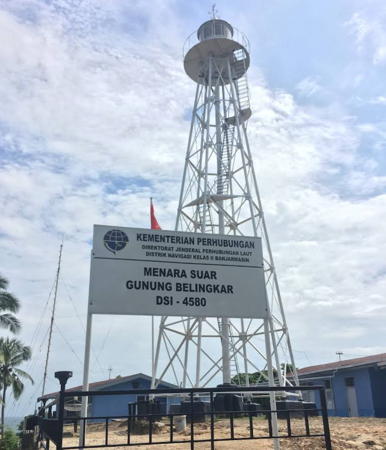 KEMENTERIAN PERHUBUNGAN
DIREKTORAT JENDERAL PERHUBUNGAN LAUT
DISTRIK NAVIGASI KELAS II BANJARMASIN
MENARA SUAR
GUNUNG BELINGKAR
DSI - 4580